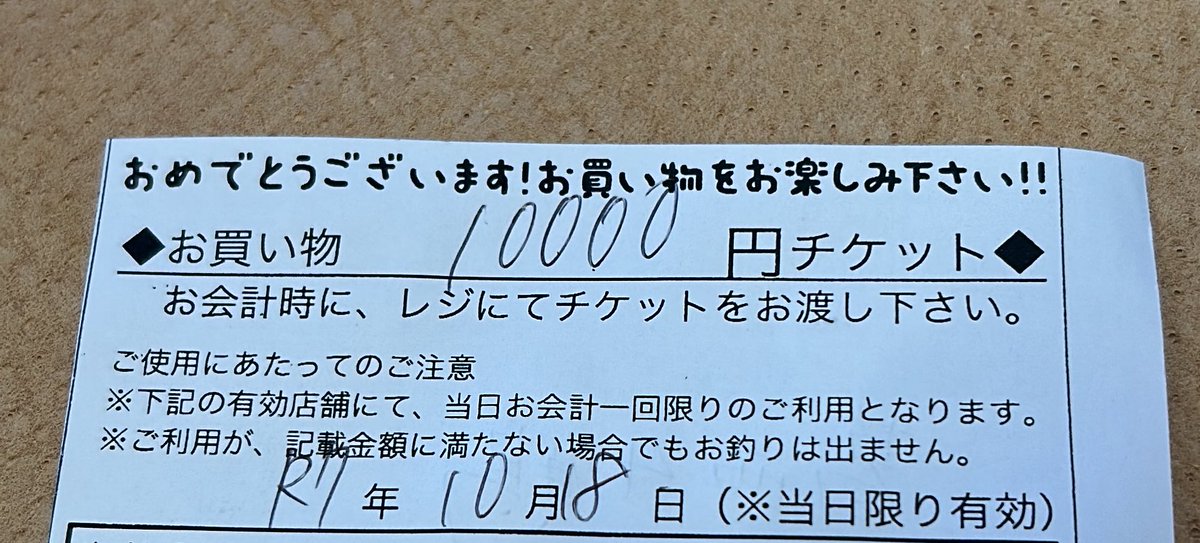 おめでとうございます!お買い物をお楽しみ下さい!!
◆お買い物 10000 円チケット◆
お会計時に、レジにてチケットをお渡し下さい。
ご使用にあたってのご注意
※下記の有効店舗にて、当日お会計一回限りのご利用となります。
※ご利用が、記載金額に満たない場合でもお釣りは出ません。
R7年 10月18日(※当日限り有効)